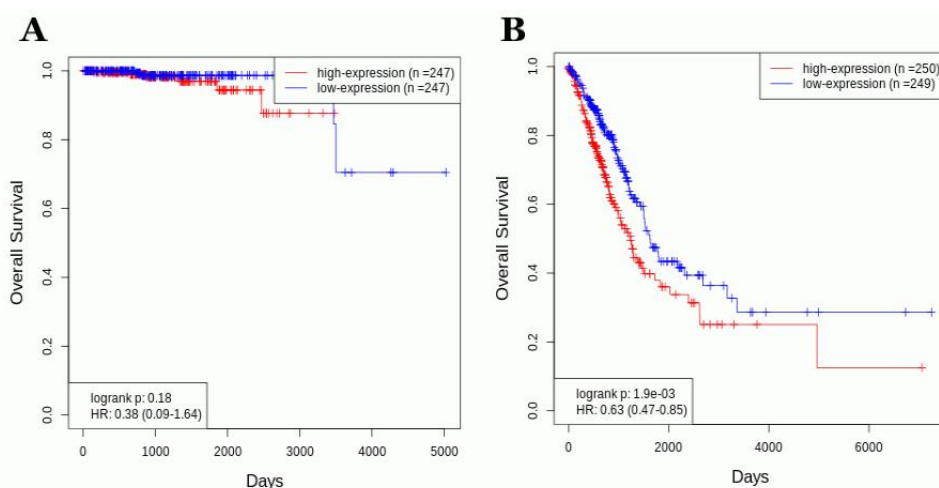 A
high-expression (n =247)
low-expression (n =247)
Overall Survival
1.0
0.8
0.6
0.4
0.2
0.0
logrank p: 0.18
HR: 0.38 (0.09-1.64)
0 1000 2000 3000 4000 5000
Days
B
high-expression (n =250)
low-expression (n =249)
Overall Survival
1.0
0.8
0.6
0.4
0.2
0.0
logrank p: 1.9e-03
HR: 0.63 (0.47-0.85)
0 2000 4000 6000
Days